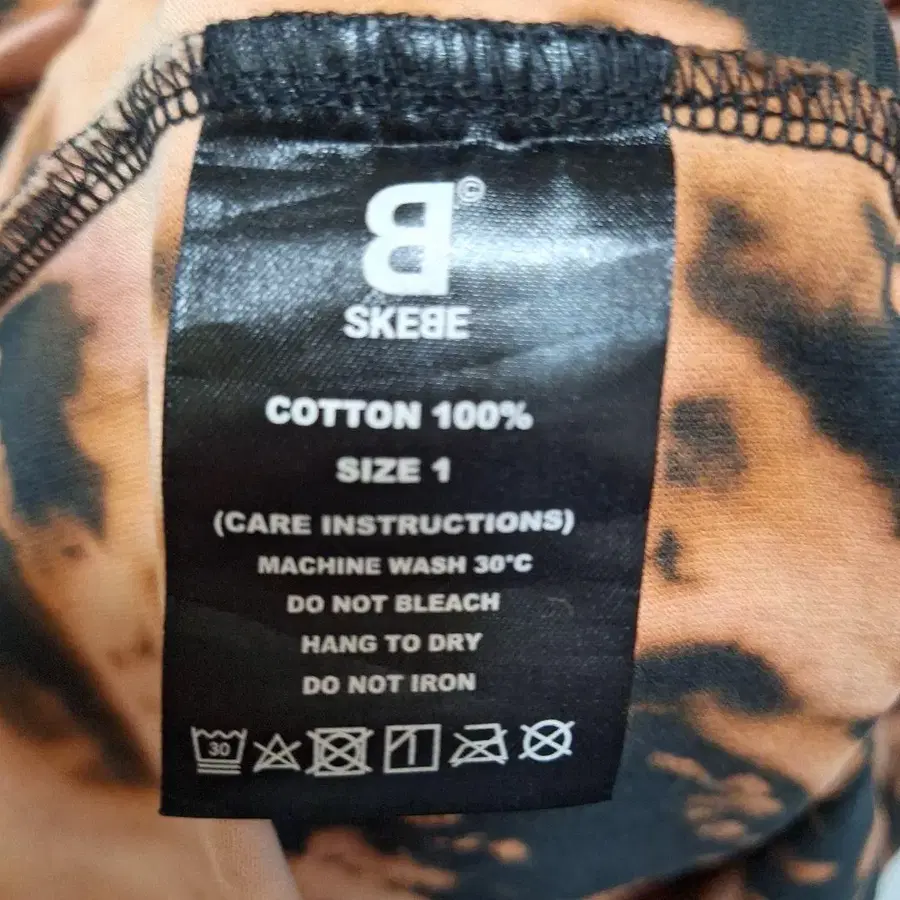 B©
SKEBE
COTTON 100%
SIZE 1
(CARE INSTRUCTIONS)
MACHINE WASH 30°C
DO NOT BLEACH
HANG TO DRY
DO NOT IRON
30